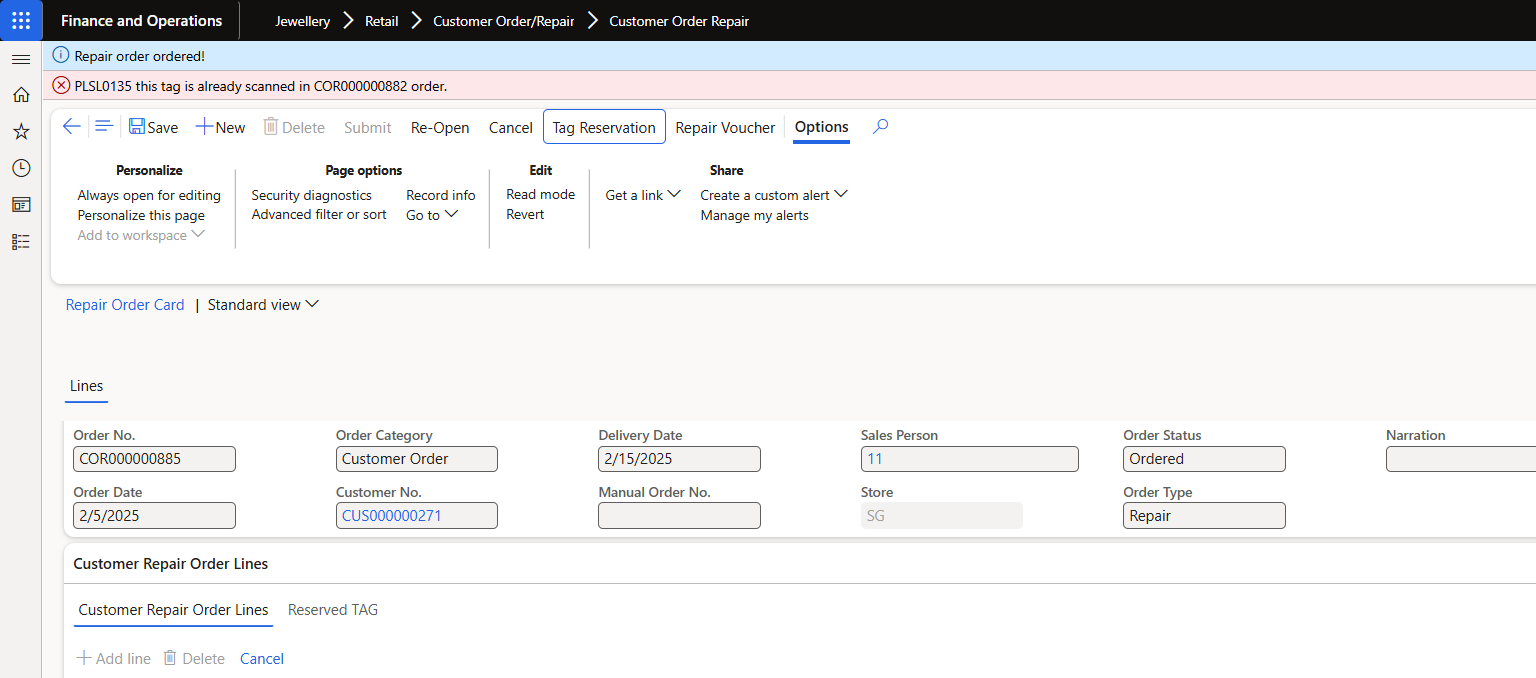 Finance and Operations Jewellery Retail Customer Order/Repair Customer Order Repair
Repair order ordered!
PLSL0135 this tag is already scanned in COR000000882 order.
Save New Delete Submit Re-Open Cancel Tag Reservation Repair Voucher Options
Personalize
Always open for editing
Personalize this page
Add to workspace
Page options
Security diagnostics Record info
Advanced filter or sort Go to
Edit
Read mode
Revert
Share
Get a link Create a custom alert
Manage my alerts
Repair Order Card | Standard view
Lines
Order No. Order Category Delivery Date Sales Person Order Status Narration
COR000000885 Customer Order 2/15/2025 11 Ordered
Order Date Customer No. Manual Order No. Store Order Type
2/5/2025 CUS000000271 SG Repair
Customer Repair Order Lines
Customer Repair Order Lines Reserved TAG
Add line Delete Cancel